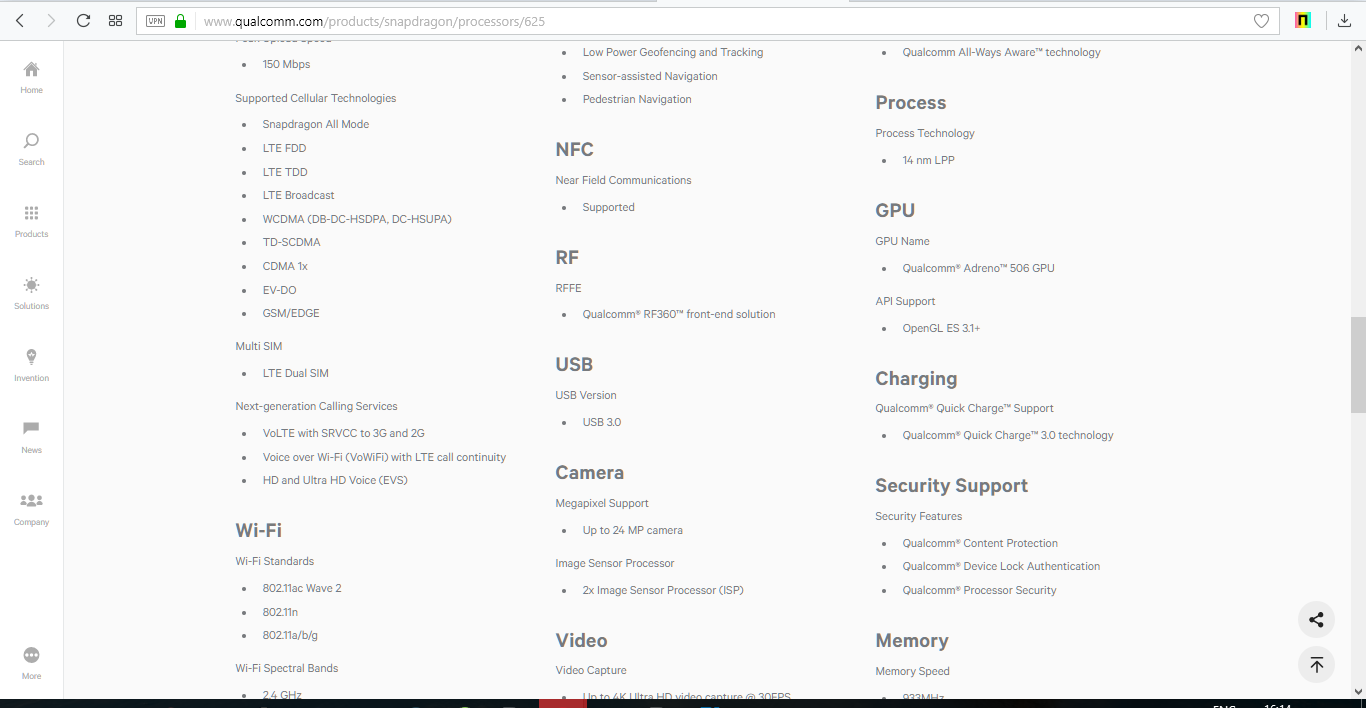 VPN
www.qualcomm.com/products/snapdragon/processors/625
Home
Search
Products
Solutions
Invention
News
Company
More
150 Mbps
Supported Cellular Technologies
Snapdragon All Mode
LTE FDD
LTE TDD
LTE Broadcast
WCDMA (DB-DC-HSDPA, DC-HSUPA)
TD-SCDMA
CDMA 1x
EV-DO
GSM/EDGE
Multi SIM
LTE Dual SIM
Next-generation Calling Services
VoLTE with SRVCC to 3G and 2G
Voice over Wi-Fi (VoWiFi) with LTE call continuity
HD and Ultra HD Voice (EVS)
Wi-Fi
Wi-Fi Standards
802.11ac Wave 2
802.11n
802.11a/b/g
Wi-Fi Spectral Bands
2.4 GHz
Low Power Geofencing and Tracking
Sensor-assisted Navigation
Pedestrian Navigation
NFC
Near Field Communications
Supported
RF
RFFE
Qualcomm® RF360™ front-end solution
USB
USB Version
USB 3.0
Camera
Megapixel Support
Up to 24 MP camera
Image Sensor Processor
2x Image Sensor Processor (ISP)
Video
Video Capture
Up to 4K Ultra HD video capture @ 30FPS
Qualcomm All-Ways Aware™ technology
Process
Process Technology
14 nm LPP
GPU
GPU Name
Qualcomm® Adreno™ 506 GPU
API Support
OpenGL ES 3.1+
Charging
Qualcomm® Quick Charge™ Support
Qualcomm® Quick Charge™ 3.0 technology
Security Support
Security Features
Qualcomm® Content Protection
Qualcomm® Device Lock Authentication
Qualcomm® Processor Security
Memory
Memory Speed
933MHz